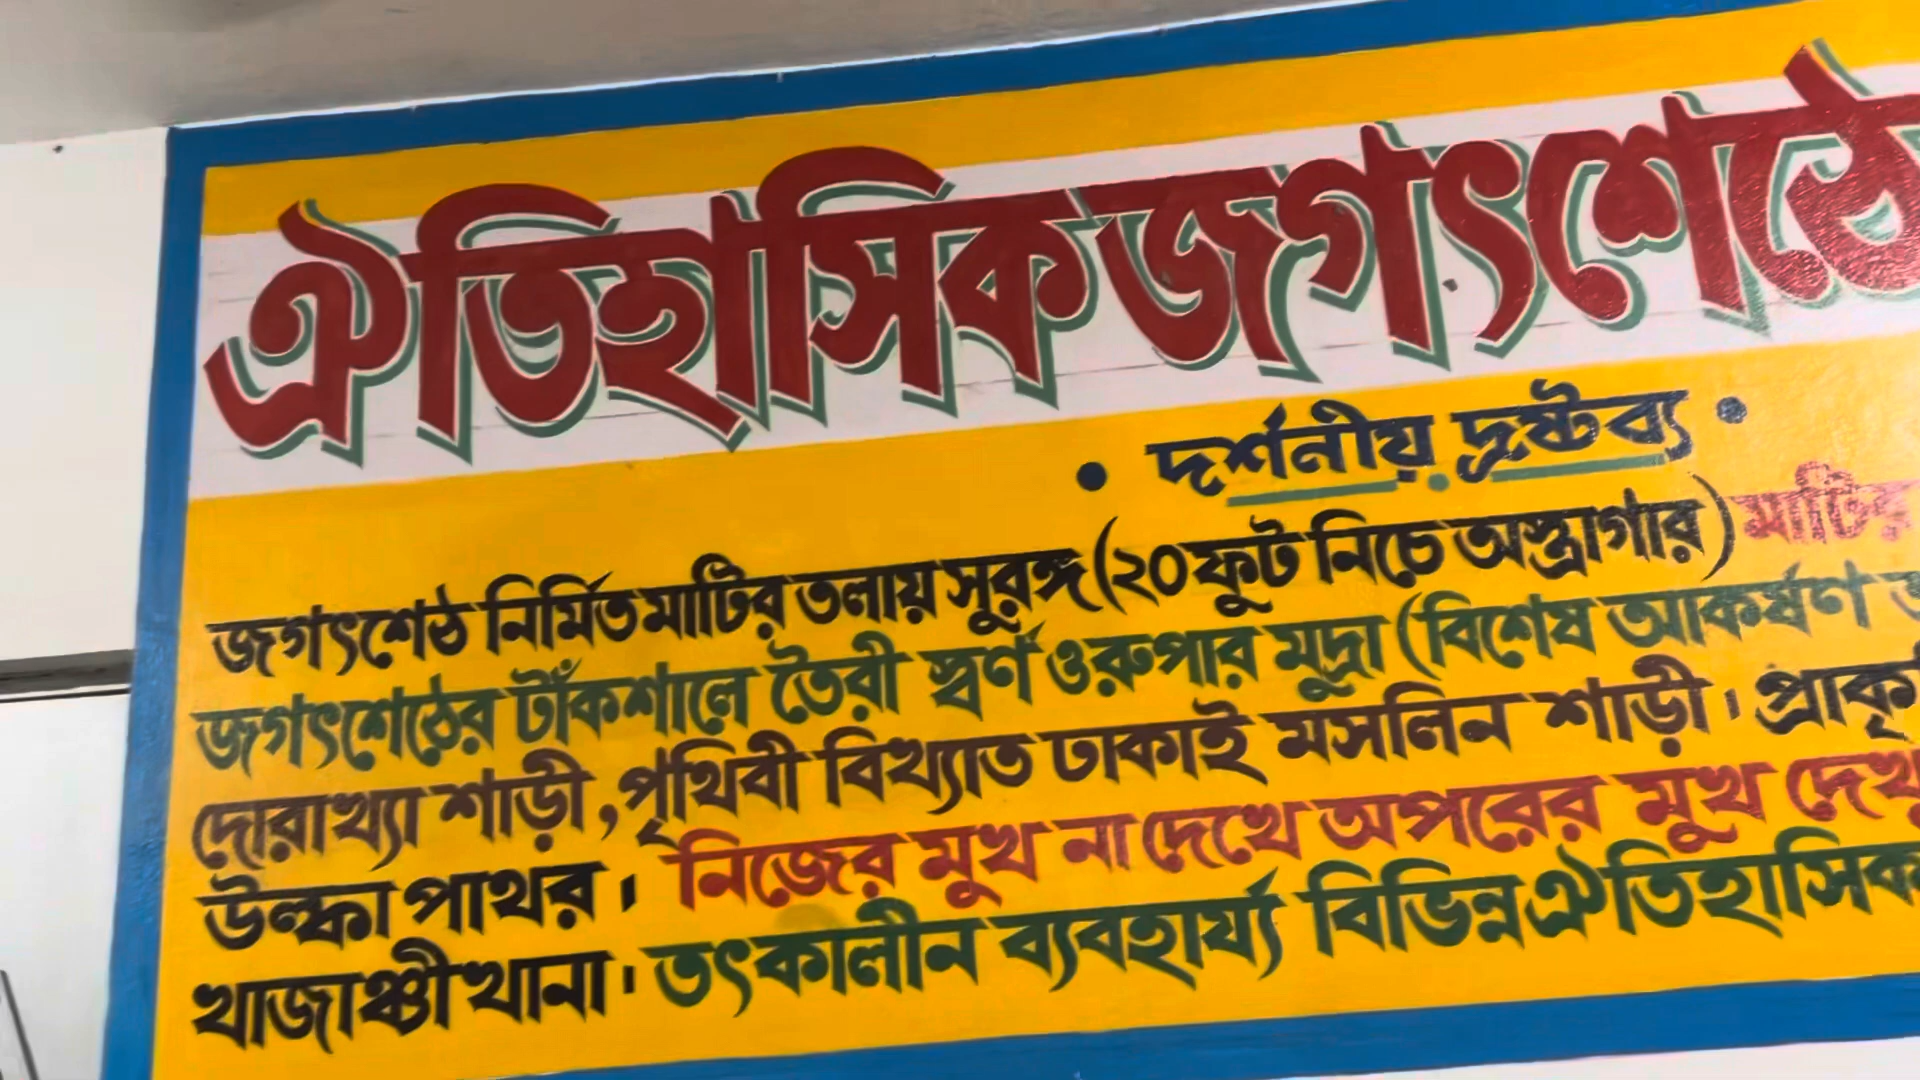 ঐতিহাসিক জগৎশেঠে
• দর্শনীয় দ্রষ্টব্য •
জগৎশেঠ নির্মিত মাটির তলায় সুরঙ্গ (২০ ফুট নিচে অস্ত্রাগার) মাটির
জগৎশেঠের টাঁকশালে তৈরী স্বর্ণ ও রুপার মুদ্রা (বিশেষ আকর্ষণ
দোরাখ্যা শাড়ী, পৃথিবী বিখ্যাত ঢাকাই মসলিন শাড়ী। প্রাকৃ
উল্কা পাথর। নিজের মুখ না দেখে অপরের মুখ দেখ
খাজাঞ্চীখানা। তৎকালীন ব্যবহার্য্য বিভিন্ন ঐতিহাসিক